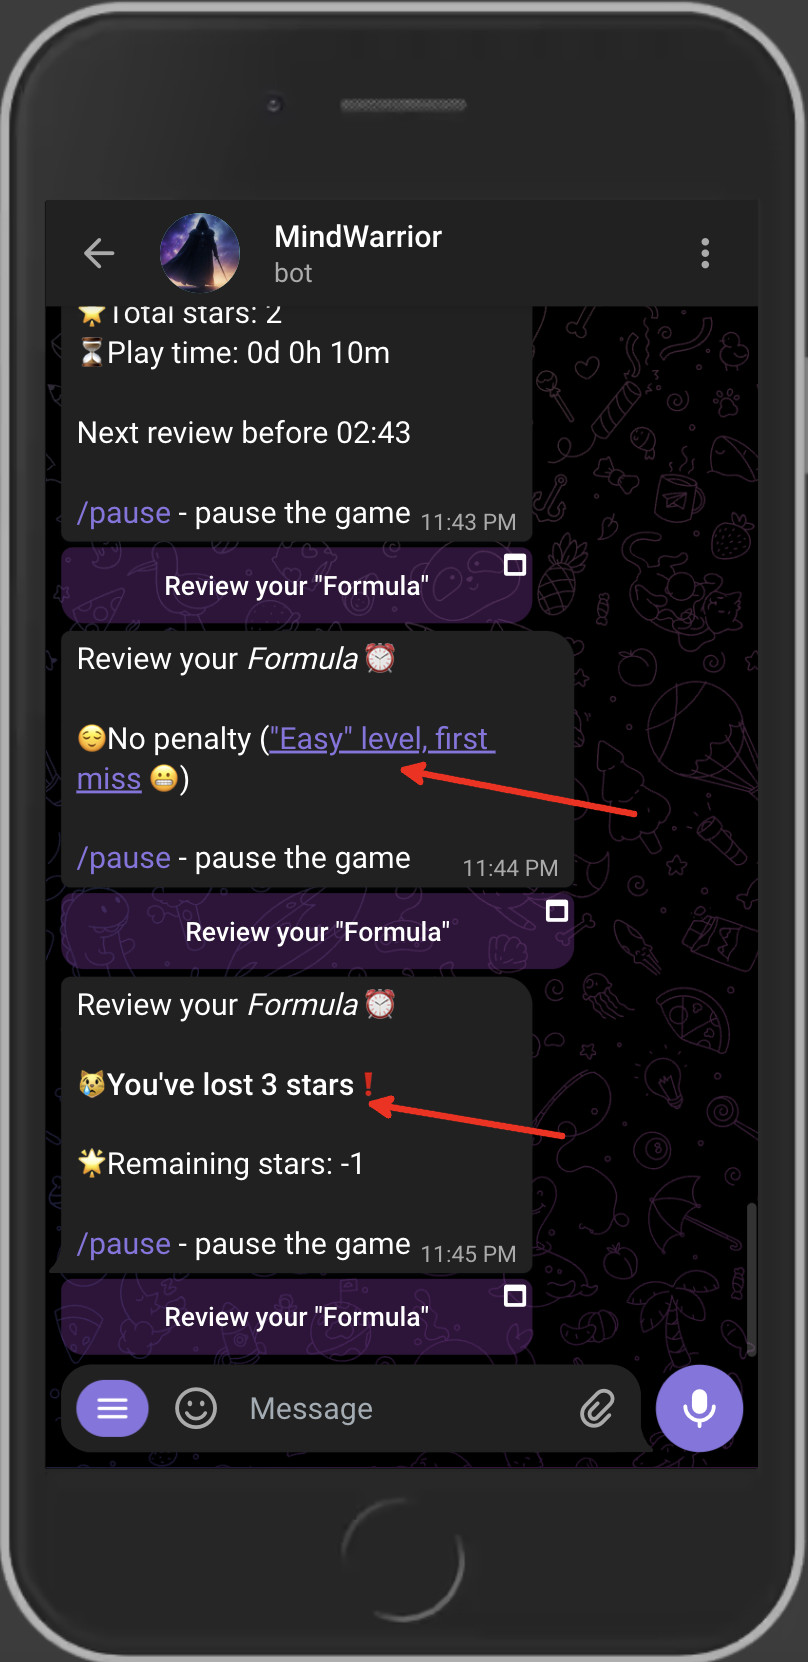 MindWarrior
bot
🌟Total stars: 2
⏳Play time: 0d 0h 10m
Next review before 02:43
/pause - pause the game 11:43 PM
Review your "Formula"
Review your Formula ⏰
😌No penalty ("Easy" level, first
miss 😬)
/pause - pause the game 11:44 PM
Review your "Formula"
Review your Formula ⏰
😿You've lost 3 stars❗
🌟Remaining stars: -1
/pause - pause the game 11:45 PM
Review your "Formula"
Message